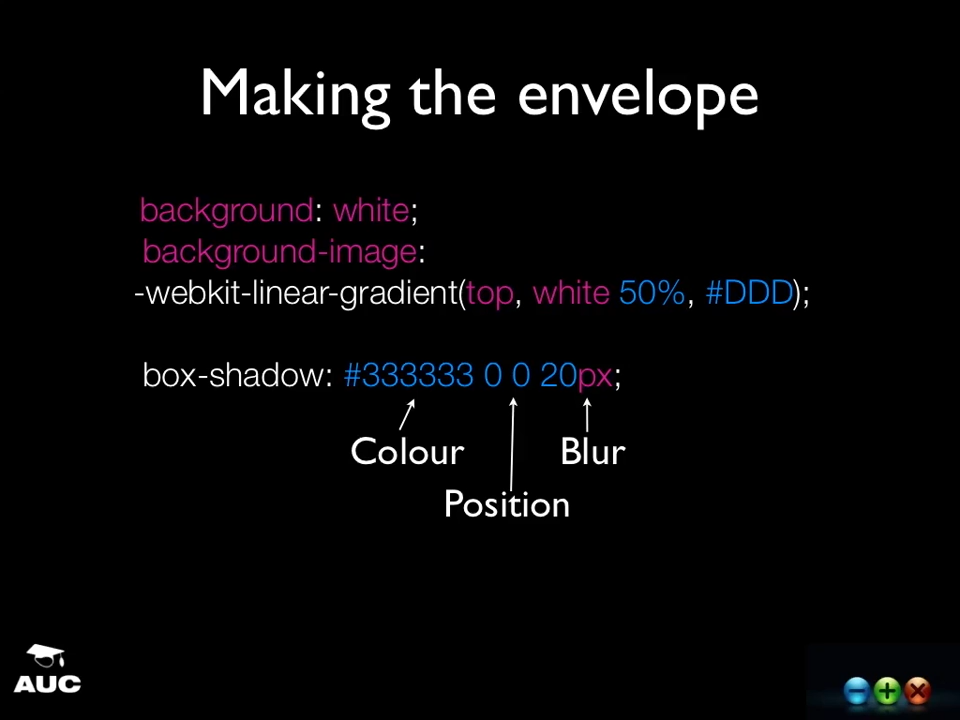 Making the envelope
background: white;
background-image:
-webkit-linear-gradient(top, white 50%, #DDD);
box-shadow: #333333 0 0 20px;
Colour
Blur
Position
AUC